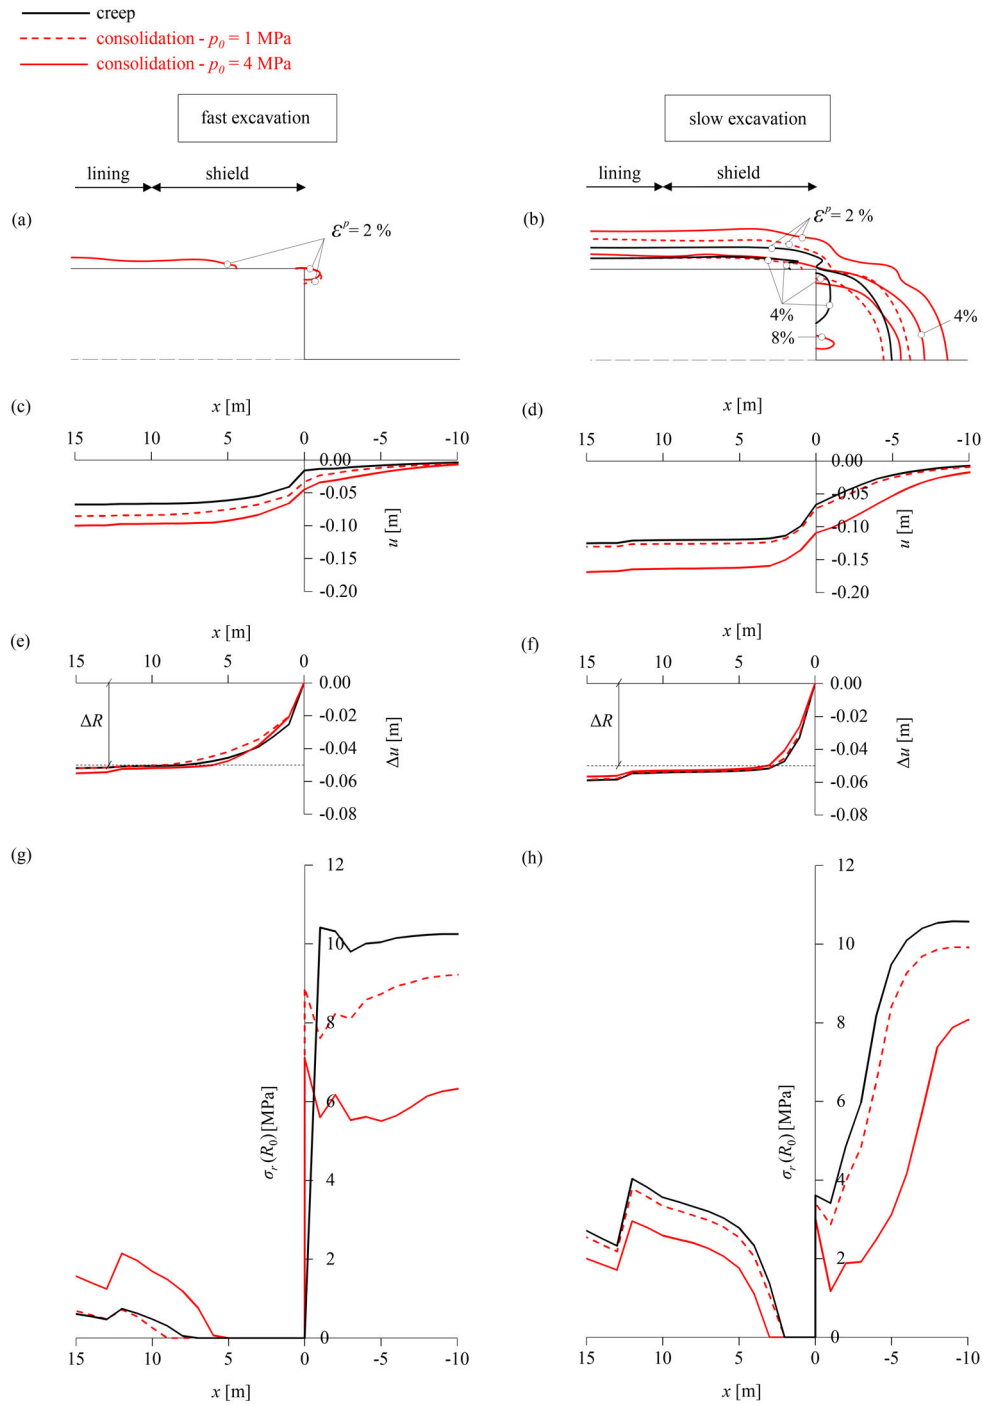 creep
consolidation - p₀ = 1 MPa
consolidation - p₀ = 4 MPa
fast excavation
slow excavation
lining shield
lining shield
(a)
εᵖ = 2 %
(b)
εᵖ = 2 %
4%
4%
8%
(c)
x [m]
15 10 5 0 -5 -10
0.00
-0.05
-0.10
-0.15
-0.20
u [m]
(d)
x [m]
15 10 5 0 -5 -10
0.00
-0.05
-0.10
-0.15
-0.20
u [m]
(e)
x [m]
15 10 5 0
0.00
-0.02
-0.04
-0.06
-0.08
ΔR
Δu [m]
(f)
x [m]
15 10 5 0
0.00
-0.02
-0.04
-0.06
-0.08
ΔR
Δu [m]
(g)
12
10
8
6
4
2
0
σᵣ (R₀) [MPa]
15 10 5 0 -5 -10
x [m]
(h)
12
10
8
6
4
2
0
σᵣ (R₀) [MPa]
15 10 5 0 -5 -10
x [m]